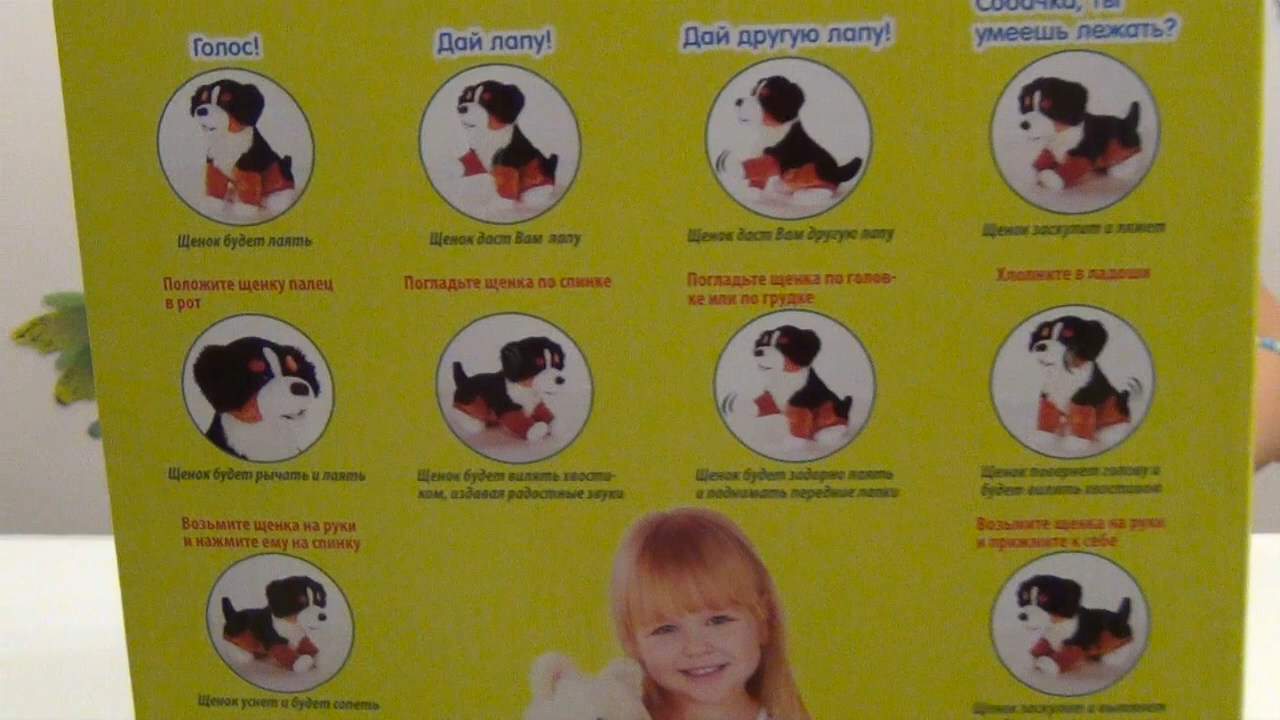 Голос!
Дай лапу!
Дай другую лапу!
Собачка, ты
умеешь лежать?
Щенок будет лаять
Щенок даст Вам лапу
Щенок даст Вам другую лапу
Щенок заскулит и ляжет
Положите щенку палец
в рот
Погладьте щенка по спинке
Погладьте щенка по голов-
ке или по грудке
Хлопните в ладоши
Щенок будет рычать и лаять
Щенок будет вилять хвости-
ком, издавая радостные звуки
Щенок будет задорно лаять
и поднимать передние лапки
Щенок повернет голову и
будет вилять хвостиком
Возьмите щенка на руки
и нажмите ему на спинку
Возьмите щенка на руки
и прижмите к себе
Щенок уснет и будет сопеть
Щенок заскулит и